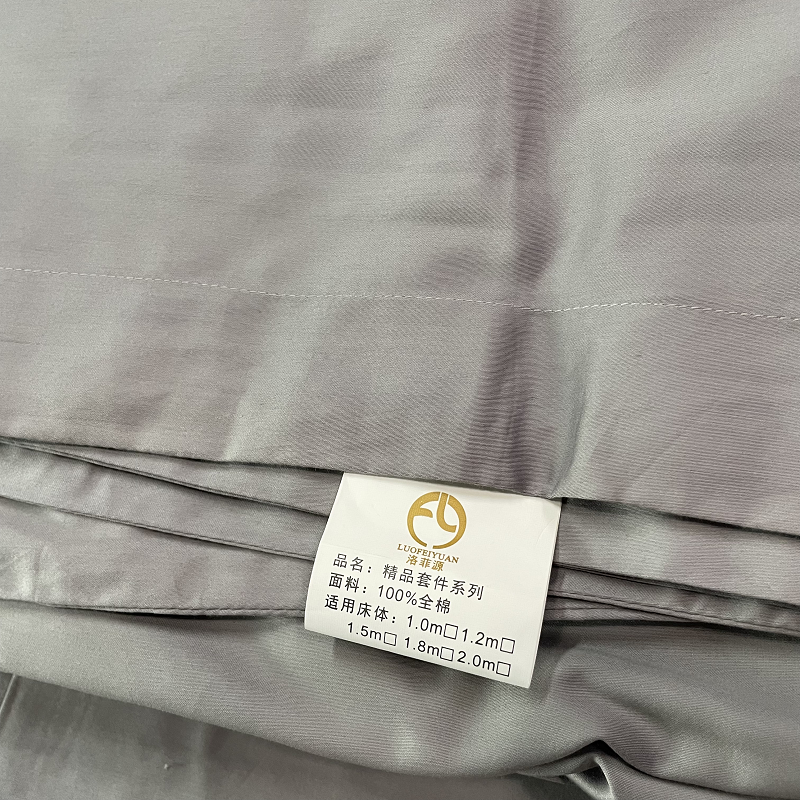 LUOFEIYUAN
洛菲源
品名：精品套件系列
面料：100%全棉
适用床体：1.0m□1.2m□
1.5m□ 1.8m□2.0m□